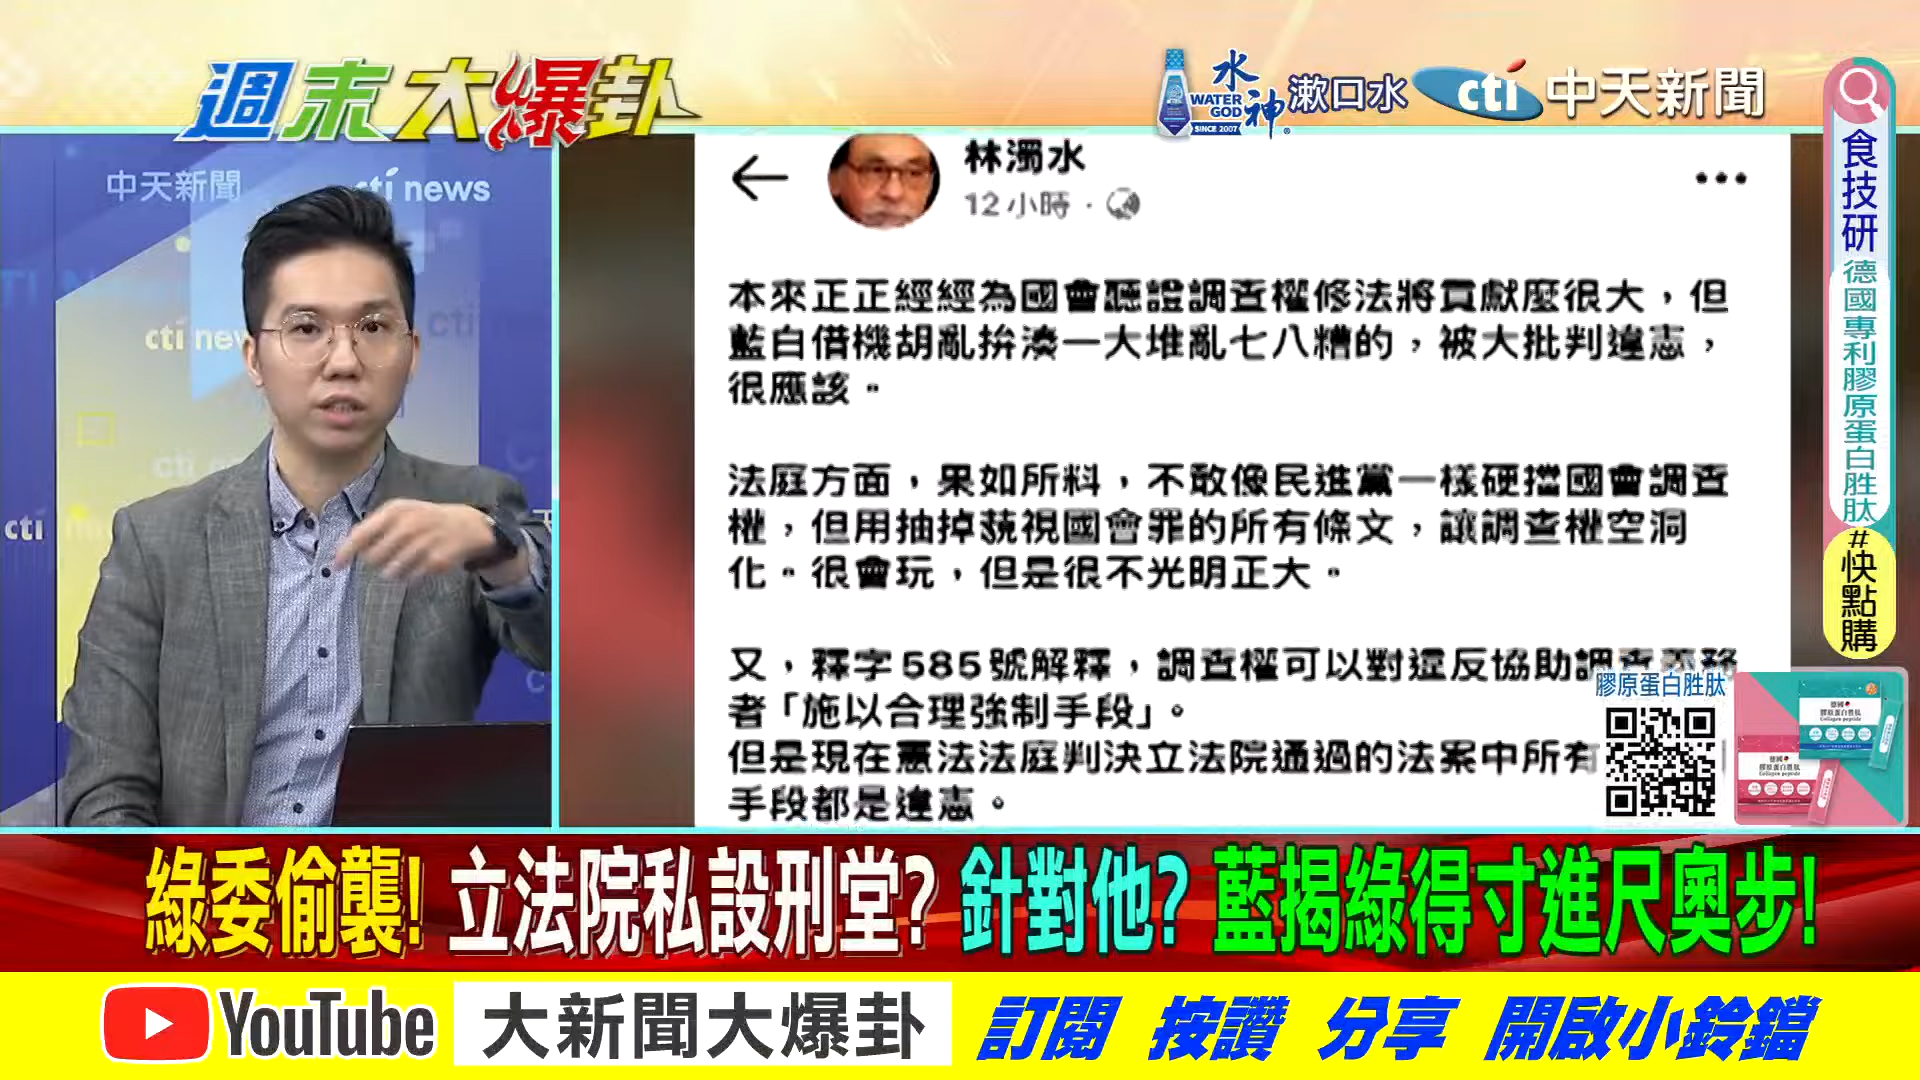 週末大爆卦
水神
WATER GOD
SINCE 2007
漱口水
cti 中天新聞
中天新聞
cti news
cti
林濁水
12 小時
本來正正經經為國會聽證調查權修法將貢獻麼很大，但
藍白借機胡亂拚湊一大堆亂七八糟的，被大批判違憲，
很應該。
法庭方面，果如所料，不敢像民進黨一樣硬擋國會調查
權，但用抽掉藐視國會罪的所有條文，讓調查權空洞
化。很會玩，但是很不光明正大。
又，釋字585號解釋，調查權可以對違反協助調查義務
者「施以合理強制手段」。
但是現在憲法法庭判決立法院通過的法案中所有
手段都是違憲。
食技研
德國專利膠原蛋白胜肽
#快點購
膠原蛋白胜肽
綠委偷襲! 立法院私設刑堂? 針對他? 藍揭綠得寸進尺奧步!
YouTube 大新聞大爆卦 訂閱 按讚 分享 開啟小鈴鐺